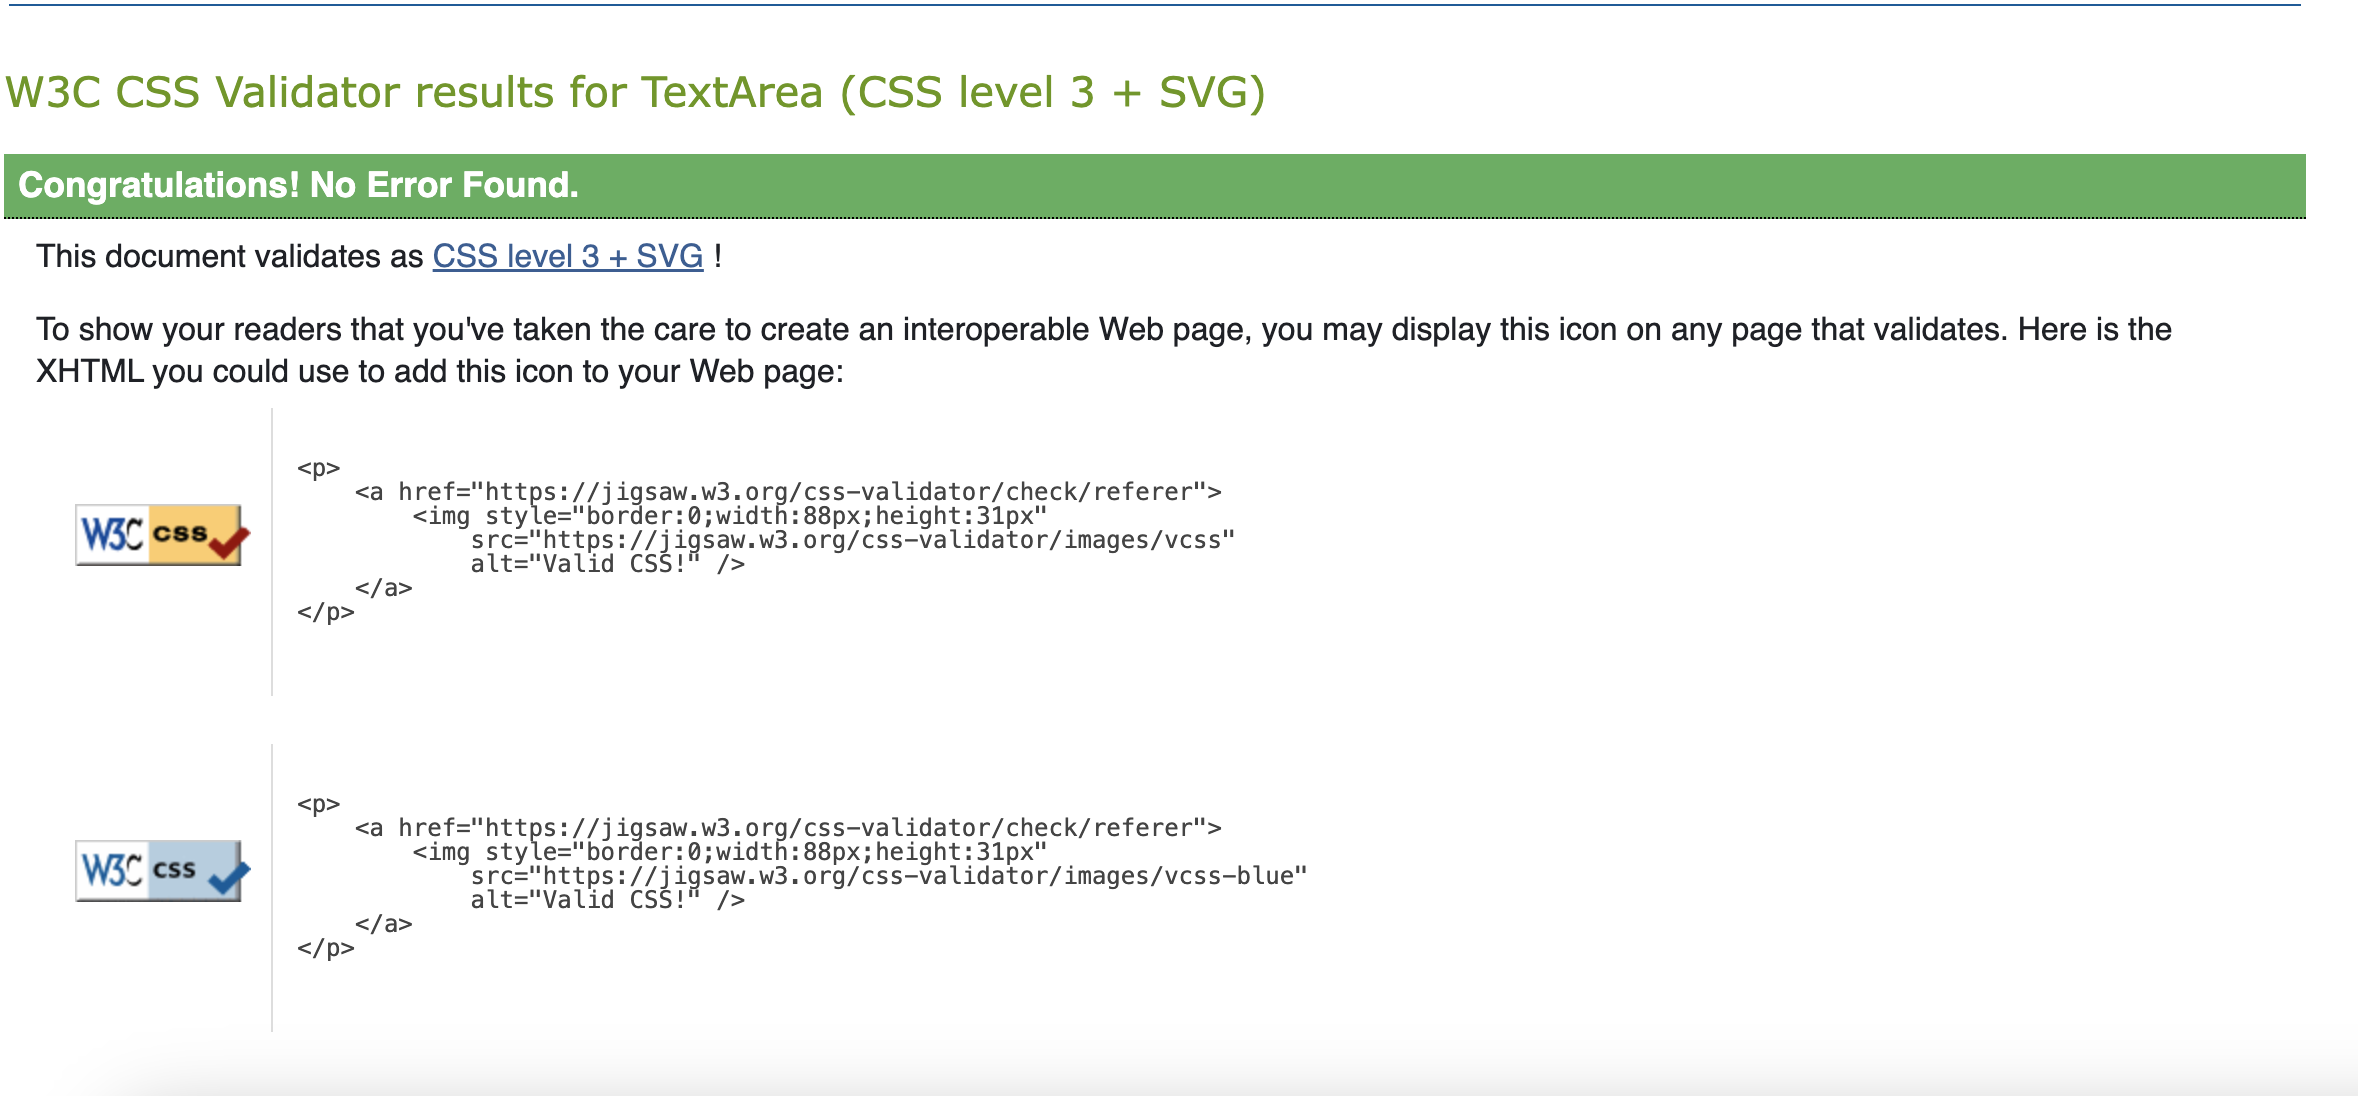 W3C CSS Validator results for TextArea (CSS level 3 + SVG)
Congratulations! No Error Found.
This document validates as CSS level 3 + SVG !
To show your readers that you've taken the care to create an interoperable Web page, you may display this icon on any page that validates. Here is the
XHTML you could use to add this icon to your Web page:
W3C css
<p>
    <a href="https://jigsaw.w3.org/css-validator/check/referer">
        <img style="border:0;width:88px;height:31px"
            src="https://jigsaw.w3.org/css-validator/images/vcss"
            alt="Valid CSS!" />
    </a>
</p>
W3C css
<p>
    <a href="https://jigsaw.w3.org/css-validator/check/referer">
        <img style="border:0;width:88px;height:31px"
            src="https://jigsaw.w3.org/css-validator/images/vcss-blue"
            alt="Valid CSS!" />
    </a>
</p>